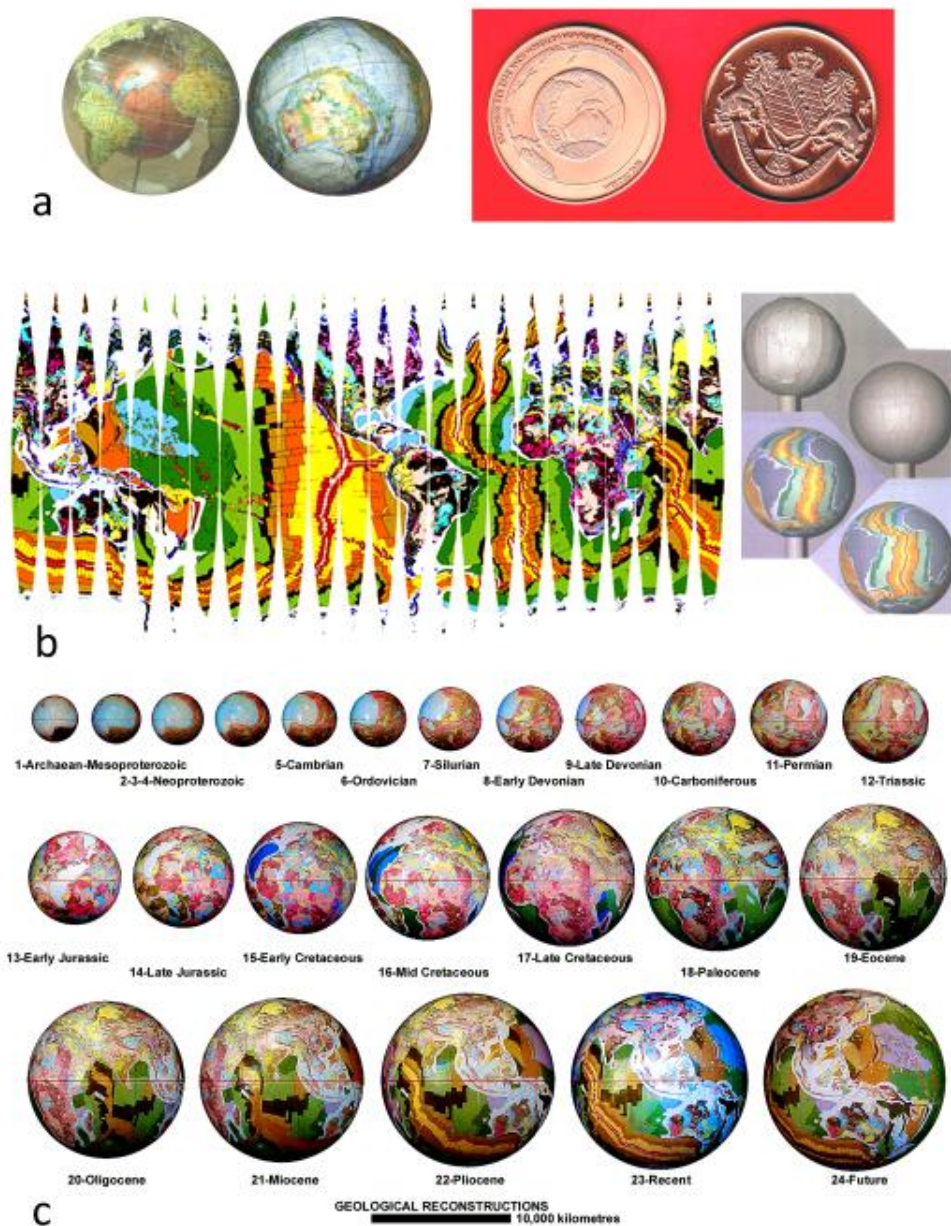 a
b
1-Archaean-Mesoproterozoic
2-3-4-Neoproterozoic
5-Cambrian
6-Ordovician
7-Silurian
8-Early Devonian
9-Late Devonian
10-Carboniferous
11-Permian
12-Triassic
13-Early Jurassic
14-Late Jurassic
15-Early Cretaceous
16-Mid Cretaceous
17-Late Cretaceous
18-Paleocene
19-Eocene
20-Oligocene
21-Miocene
22-Pliocene
23-Recent
24-Future
c
GEOLOGICAL RECONSTRUCTIONS
10,000 kilometres